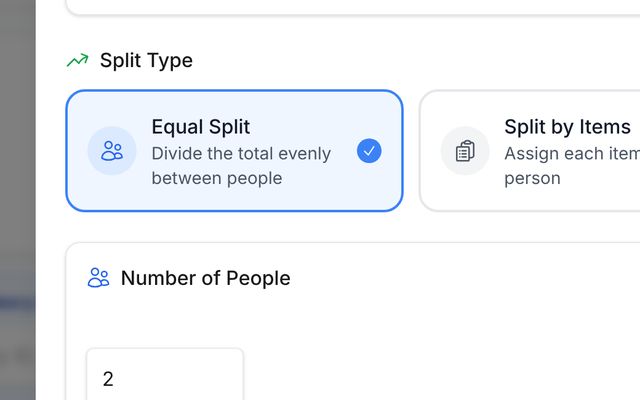 Split Type
Equal Split
Divide the total evenly
between people
Split by Items
Assign each item
person
Number of People
2